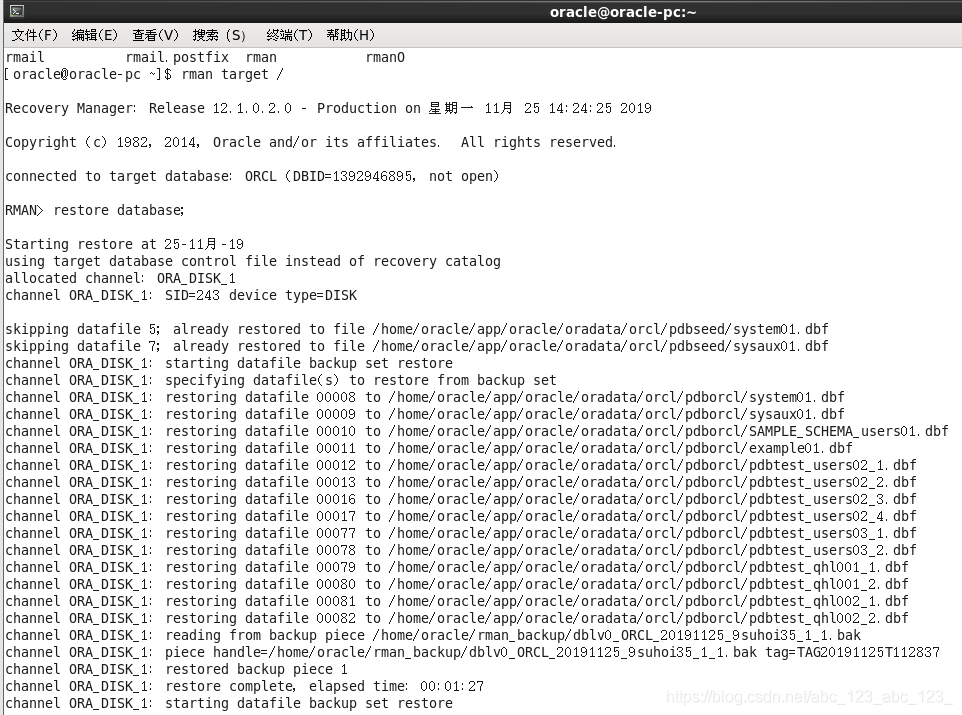 oracle@oracle-pc:~
文件(F) 编辑(E) 查看(V) 搜索 (S) 终端(T) 帮助(H)
rmail rmail.postfix rman rmanO
[oracle@oracle-pc ~]$ rman target /
Recovery Manager: Release 12.1.0.2.0 - Production on 星期一 11月 25 14:24:25 2019
Copyright (c) 1982, 2014, Oracle and/or its affiliates. All rights reserved.
connected to target database: ORCL (DBID=1392946895, not open)
RMAN> restore database;
Starting restore at 25-11月-19
using target database control file instead of recovery catalog
allocated channel: ORA_DISK_1
channel ORA_DISK_1: SID=243 device type=DISK
skipping datafile 5; already restored to file /home/oracle/app/oracle/oradata/orcl/pdbseed/system01.dbf
skipping datafile 7; already restored to file /home/oracle/app/oracle/oradata/orcl/pdbseed/sysaux01.dbf
channel ORA_DISK_1: starting datafile backup set restore
channel ORA_DISK_1: specifying datafile(s) to restore from backup set
channel ORA_DISK_1: restoring datafile 00008 to /home/oracle/app/oracle/oradata/orcl/pdborcl/system01.dbf
channel ORA_DISK_1: restoring datafile 00009 to /home/oracle/app/oracle/oradata/orcl/pdborcl/sysaux01.dbf
channel ORA_DISK_1: restoring datafile 00010 to /home/oracle/app/oracle/oradata/orcl/pdborcl/SAMPLE_SCHEMA_users01.dbf
channel ORA_DISK_1: restoring datafile 00011 to /home/oracle/app/oracle/oradata/orcl/pdborcl/example01.dbf
channel ORA_DISK_1: restoring datafile 00012 to /home/oracle/app/oracle/oradata/orcl/pdborcl/pdbtest_users02_1.dbf
channel ORA_DISK_1: restoring datafile 00013 to /home/oracle/app/oracle/oradata/orcl/pdborcl/pdbtest_users02_2.dbf
channel ORA_DISK_1: restoring datafile 00016 to /home/oracle/app/oracle/oradata/orcl/pdborcl/pdbtest_users02_3.dbf
channel ORA_DISK_1: restoring datafile 00017 to /home/oracle/app/oracle/oradata/orcl/pdborcl/pdbtest_users02_4.dbf
channel ORA_DISK_1: restoring datafile 00077 to /home/oracle/app/oracle/oradata/orcl/pdborcl/pdbtest_users03_1.dbf
channel ORA_DISK_1: restoring datafile 00078 to /home/oracle/app/oracle/oradata/orcl/pdborcl/pdbtest_users03_2.dbf
channel ORA_DISK_1: restoring datafile 00079 to /home/oracle/app/oracle/oradata/orcl/pdborcl/pdbtest_qhl001_1.dbf
channel ORA_DISK_1: restoring datafile 00080 to /home/oracle/app/oracle/oradata/orcl/pdborcl/pdbtest_qhl001_2.dbf
channel ORA_DISK_1: restoring datafile 00081 to /home/oracle/app/oracle/oradata/orcl/pdborcl/pdbtest_qhl002_1.dbf
channel ORA_DISK_1: restoring datafile 00082 to /home/oracle/app/oracle/oradata/orcl/pdborcl/pdbtest_qhl002_2.dbf
channel ORA_DISK_1: reading from backup piece /home/oracle/rman_backup/dblv0_ORCL_20191125_9suhoi35_1_1.bak
channel ORA_DISK_1: piece handle=/home/oracle/rman_backup/dblv0_ORCL_20191125_9suhoi35_1_1.bak tag=TAG20191125T112837
channel ORA_DISK_1: restored backup piece 1
channel ORA_DISK_1: restore complete, elapsed time: 00:01:27
channel ORA_DISK_1: starting datafile backup set restore
https://blog.csdn.net/abc_123_abc_123_